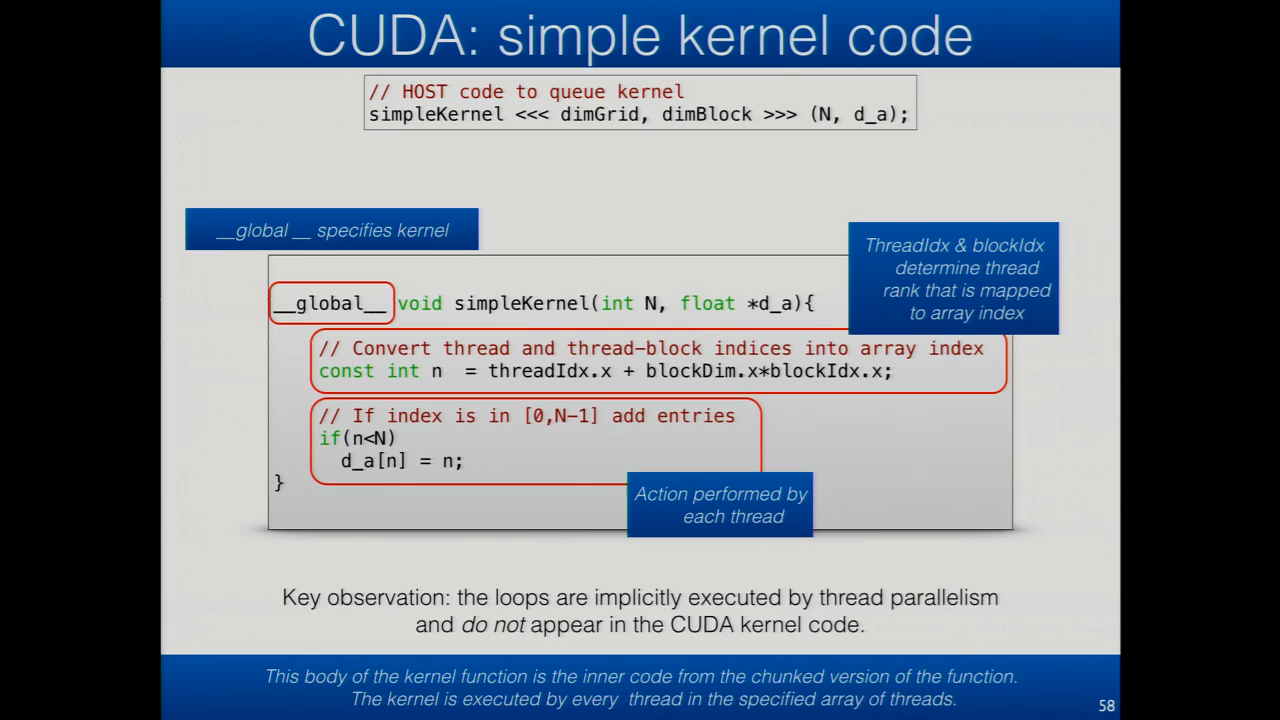 CUDA: simple kernel code
// HOST code to queue kernel
simpleKernel <<< dimGrid, dimBlock >>> (N, d_a);
__global __ specifies kernel
ThreadIdx & blockIdx
determine thread
rank that is mapped
to array index
__global__ void simpleKernel(int N, float *d_a){
// Convert thread and thread-block indices into array index
const int n  = threadIdx.x + blockDim.x*blockIdx.x;
// If index is in [0,N-1] add entries
if(n<N)
d_a[n] = n;
}
Action performed by
each thread
Key observation: the loops are implicitly executed by thread parallelism
and do not appear in the CUDA kernel code.
This body of the kernel function is the inner code from the chunked version of the function.
The kernel is executed by every  thread in the specified array of threads.
58